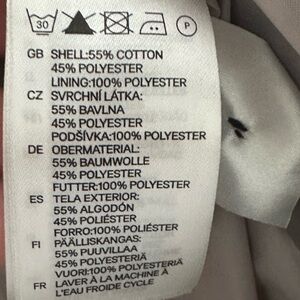 30
P
GB SHELL:55% COTTON
45% POLYESTER
LINING:100% POLYESTER
CZ SVRCHNÍ LÁTKA:
55% BAVLNA
45% POLYESTER
PODŠÍVKA:100% POLYESTER
DE OBERMATERIAL:
55% BAUMWOLLE
45% POLYESTER
FUTTER:100% POLYESTER
ES TELA EXTERIOR:
55% ALGODÓN
45% POLIÉSTER
FORRO:100% POLIÉSTER
FI PÄÄLLISKANGAS:
55% PUUVILLAA
45% POLYESTERIÄ
VUORI:100% POLYESTERIÄ
FR LAVER À LA MACHINE À
L'EAU FROIDE CYCLE